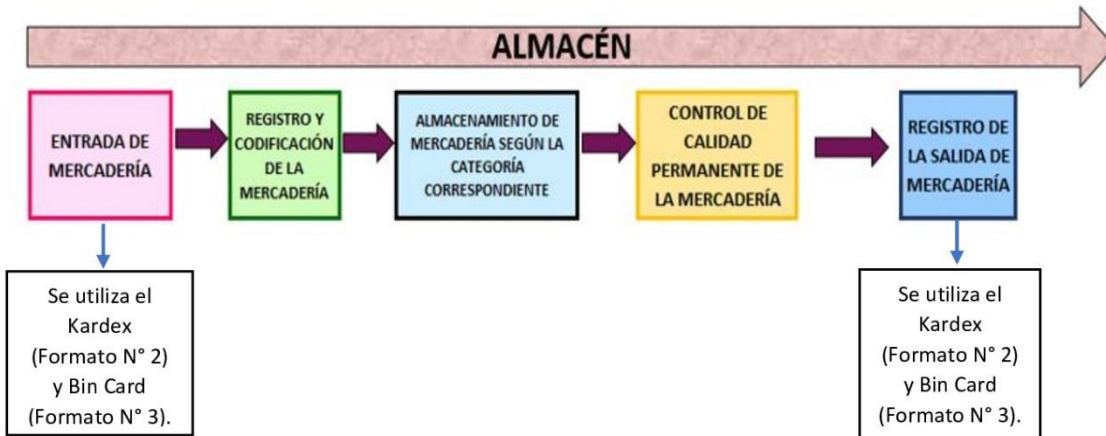 ALMACÉN
ENTRADA DE
MERCADERÍA
REGISTRO Y
CODIFICACIÓN
DE LA
MERCADERÍA
ALMACENAMIENTO DE
MERCADERÍA SEGÚN LA
CATEGORÍA
CORRESPONDIENTE
CONTROL DE
CALIDAD
PERMANENTE DE
LA MERCADERÍA
REGISTRO DE
LA SALIDA DE
MERCADERÍA
Se utiliza el
Kardex
(Formato N° 2)
y Bin Card
(Formato N° 3).
Se utiliza el
Kardex
(Formato N° 2)
y Bin Card
(Formato N° 3).